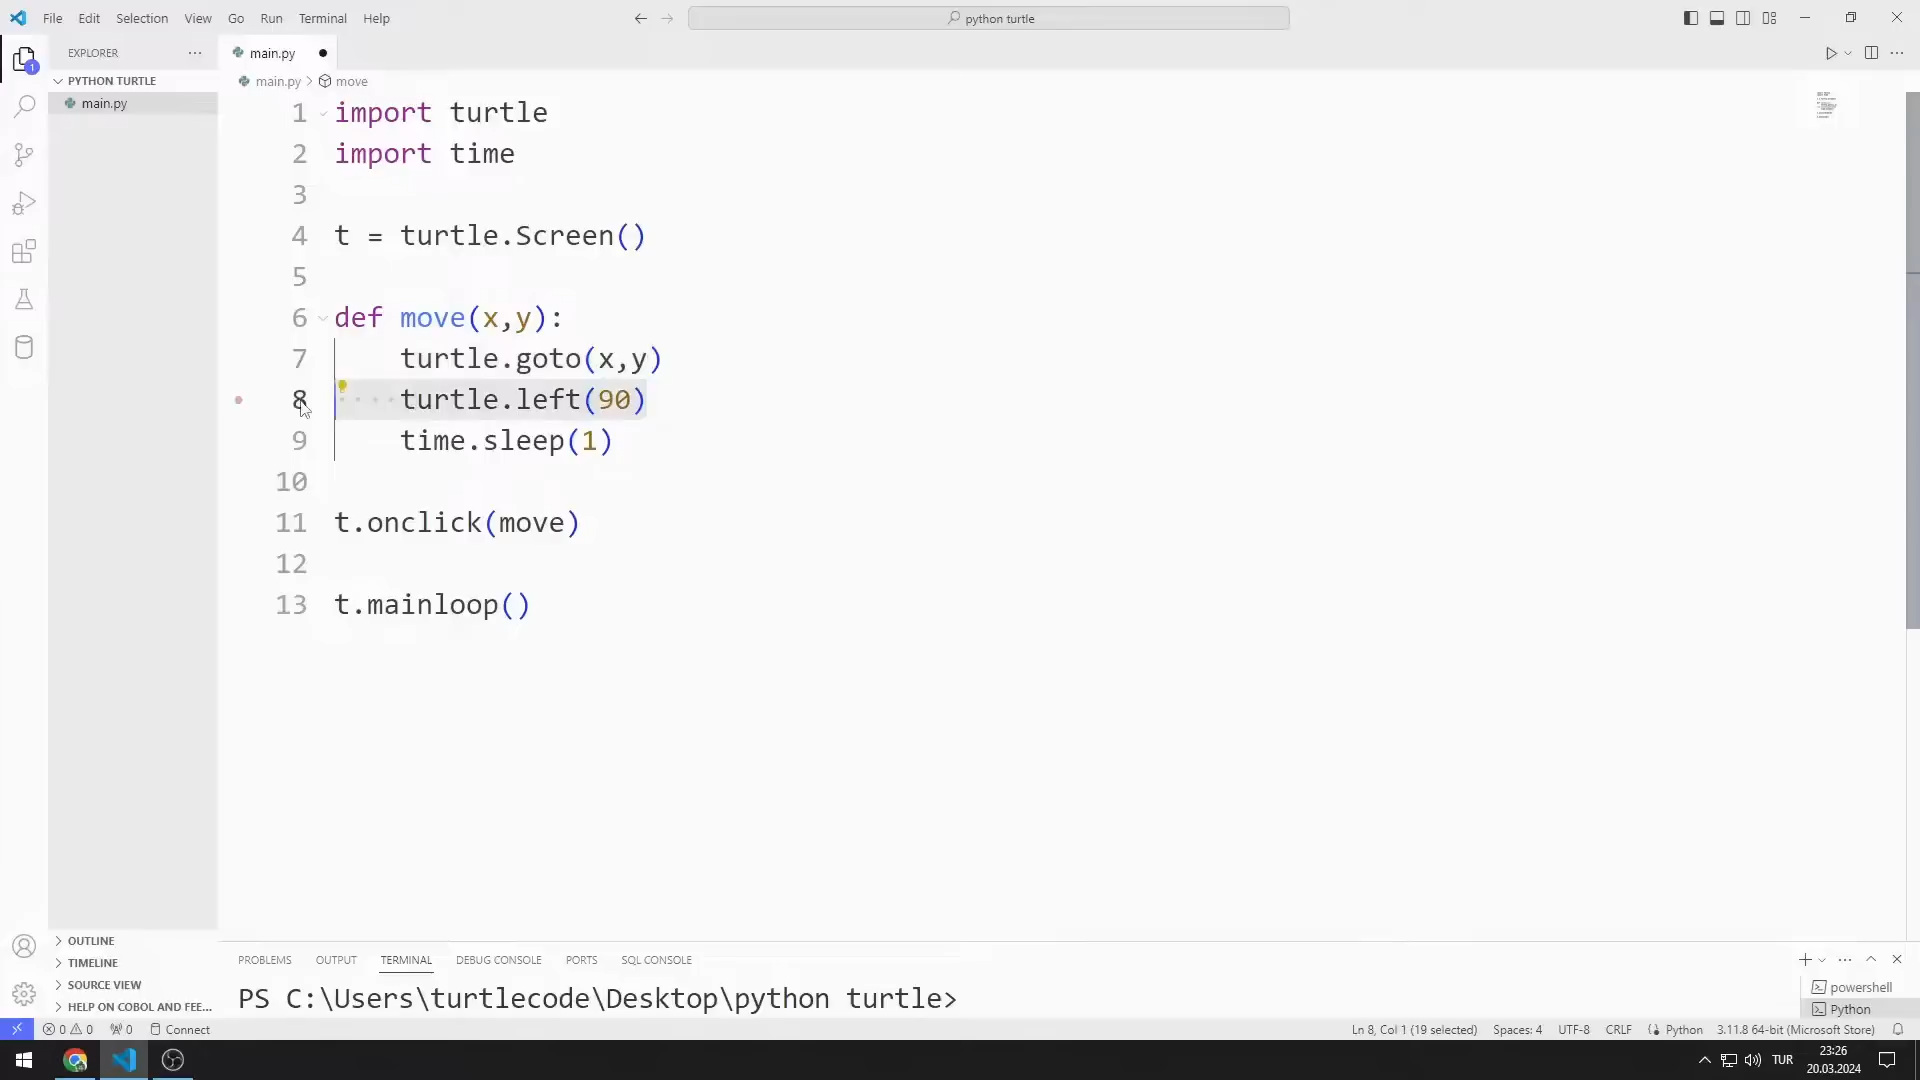 File Edit Selection View Go Run Terminal Help
python turtle
EXPLORER
main.py
PYTHON TURTLE
main.py > move
main.py
1 import turtle
2 import time
3
4 t = turtle.Screen()
5
6 def move(x,y):
7 turtle.goto(x,y)
8 turtle.left(90)
9 time.sleep(1)
10
11 t.onclick(move)
12
13 t.mainloop()
1
OUTLINE
TIMELINE
SOURCE VIEW
HELP ON COBOL AND FEE...
PROBLEMS OUTPUT TERMINAL DEBUG CONSOLE PORTS SQL CONSOLE
PS C:\Users\turtlecode\Desktop\python turtle>
powershell
Python
0 0 0 Connect
Ln 8, Col 1 (19 selected) Spaces: 4 UTF-8 CRLF Python 3.11.8 64-bit (Microsoft Store)
TUR
23:26
20.03.2024